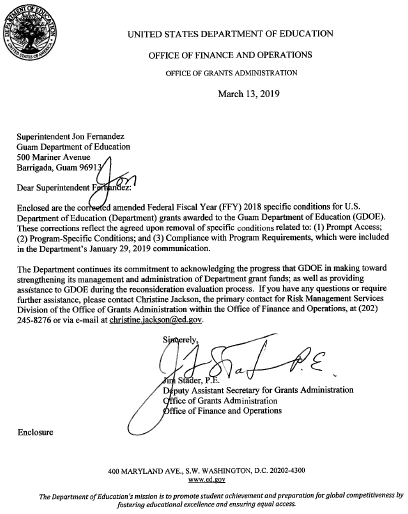 UNITED STATES DEPARTMENT OF EDUCATION
OFFICE OF FINANCE AND OPERATIONS
OFFICE OF GRANTS ADMINISTRATION
March 13, 2019
Superintendent Jon Fernandez
Guam Department of Education
500 Mariner Avenue
Barrigada, Guam 96913
Jon
Dear Superintendent Fernandez:
Enclosed are the corrected amended Federal Fiscal Year (FFY) 2018 specific conditions for U.S.
Department of Education (Department) grants awarded to the Guam Department of Education (GDOE).
These corrections reflect the agreed upon removal of specific conditions related to: (1) Prompt Access;
(2) Program-Specific Conditions; and (3) Compliance with Program Requirements, which were included
in the Department's January 29, 2019 communication.
The Department continues its commitment to acknowledging the progress that GDOE in making toward
strengthening its management and administration of Department grant funds; as well as providing
assistance to GDOE during the reconsideration evaluation process. If you have any questions or require
further assistance, please contact Christine Jackson, the primary contact for Risk Management Services
Division of the Office of Grants Administration within the Office of Finance and Operations, at (202)
245-8276 or via e-mail at christine.jackson@ed.gov.
Sincerely,
P.E.
Jim Stader, P.E.
Deputy Assistant Secretary for Grants Administration
Office of Grants Administration
Office of Finance and Operations
Enclosure
400 MARYLAND AVE., S.W. WASHINGTON, D.C. 20202-4300
www.ed.gov
The Department of Education's mission is to promote student achievement and preparation for global competitiveness by
fostering educational excellence and ensuring equal access.